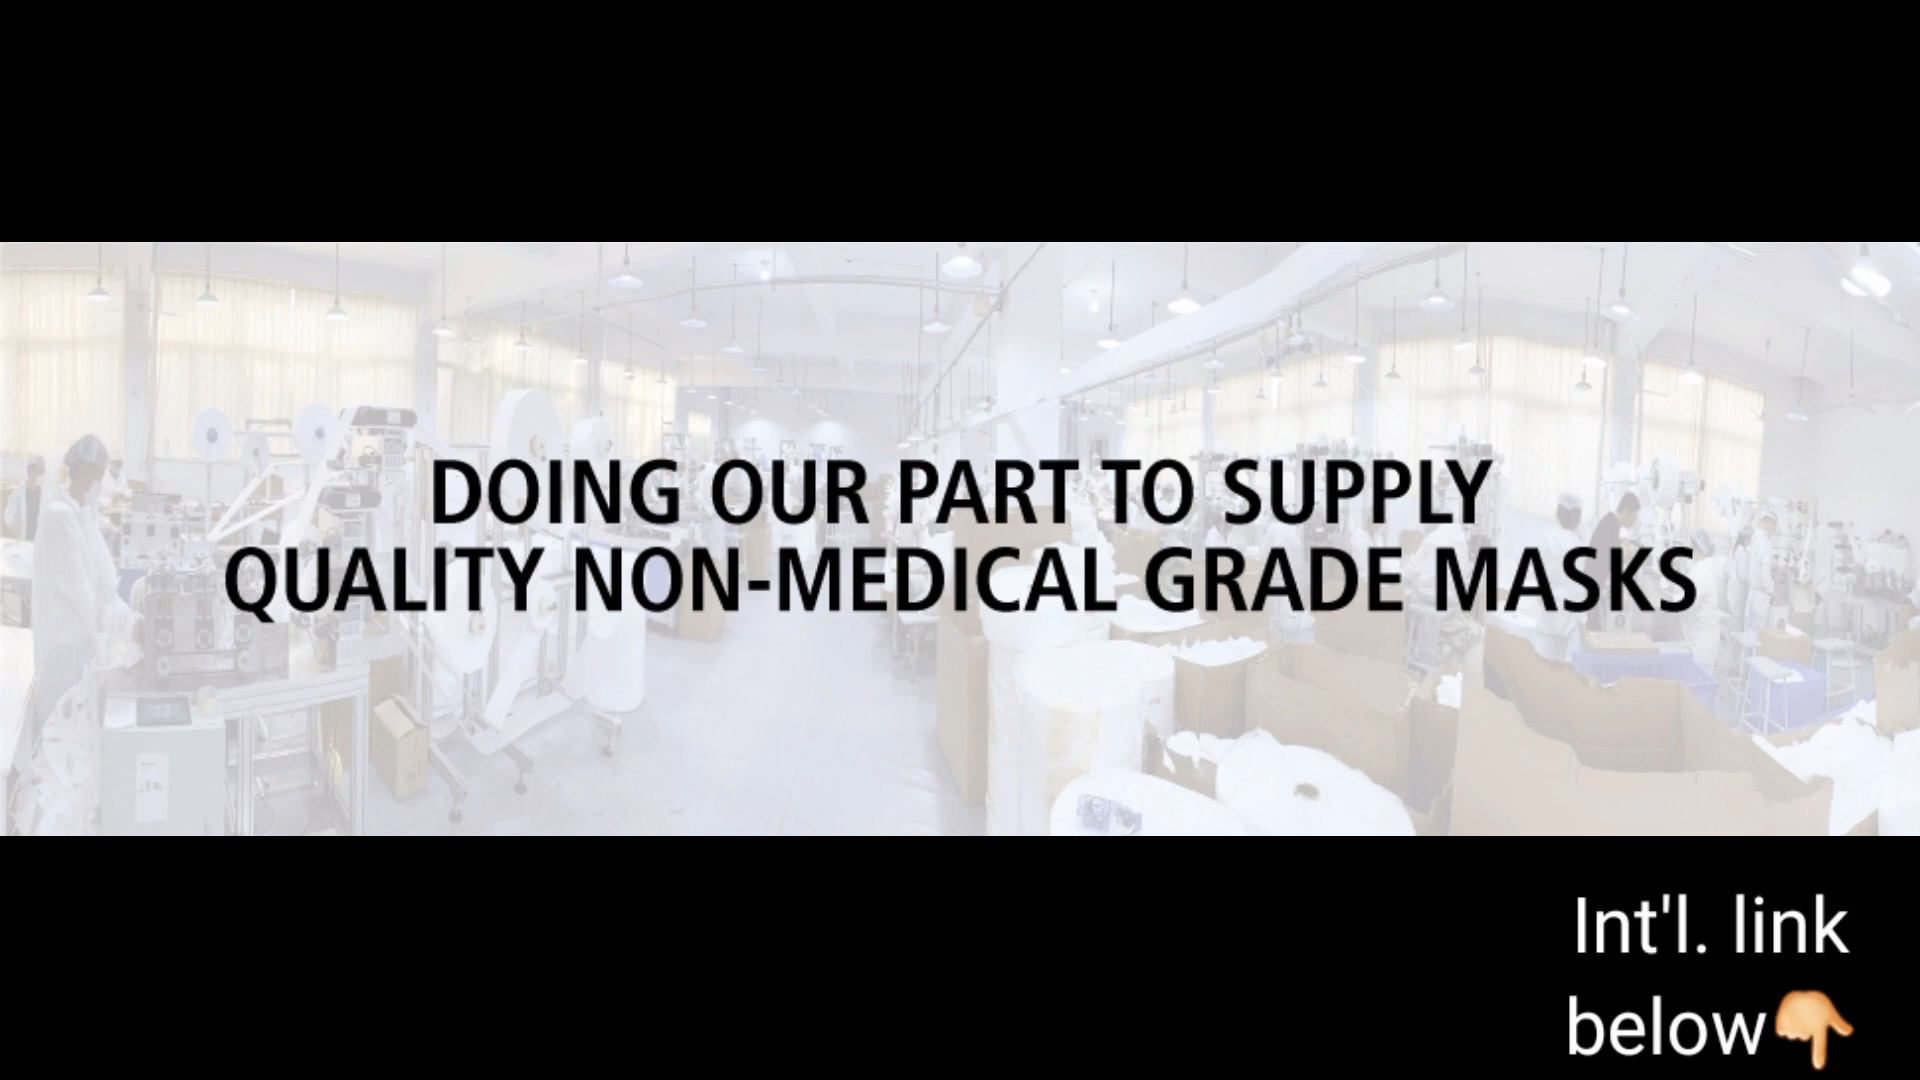 DOING OUR PART TO SUPPLY
QUALITY NON-MEDICAL GRADE MASKS
Int'l. link
below👇